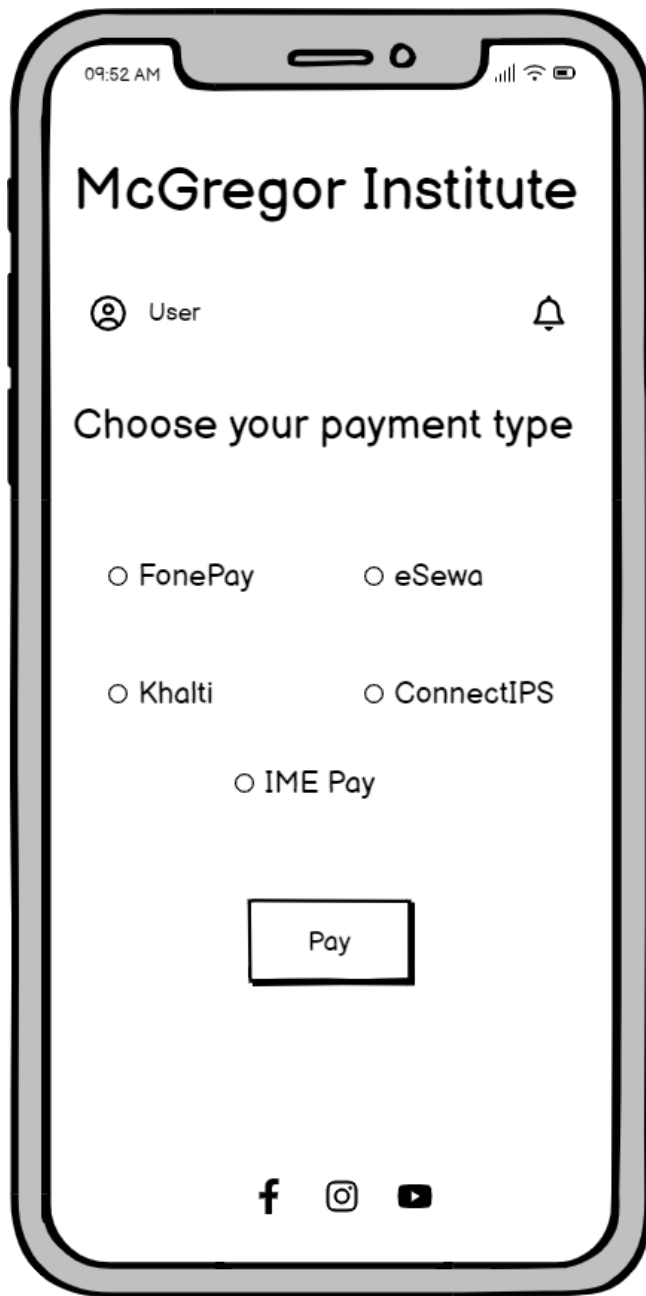 09:52 AM
McGregor Institute
User
Choose your payment type
FonePay
eSewa
Khalti
ConnectIPS
IME Pay
Pay